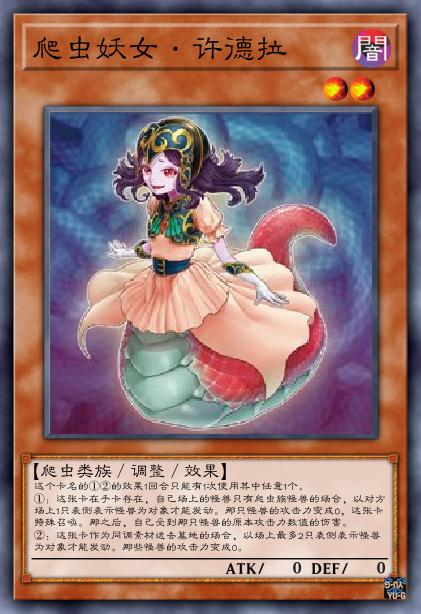 爬虫妖女·许德拉
闇
【爬虫类族／调整／效果】
这个卡名的①②的效果1回合只能有1次使用其中任意1个。
①：这张卡在手卡存在，自己场上的怪兽只有爬虫族怪兽的场合，以对方
场上1只表侧表示怪兽为对象才能发动。那只怪兽的攻击力变成0，这张卡
特殊召唤。那之后，自己受到那只怪兽的原本攻击力数值的伤害。
②：这张卡作为同调素材送去墓地的场合，以场上最多2只表侧表示怪兽
为对象才能发动。那些怪兽的攻击力变成0。
ATK/ 0 DEF/ 0
YU-G